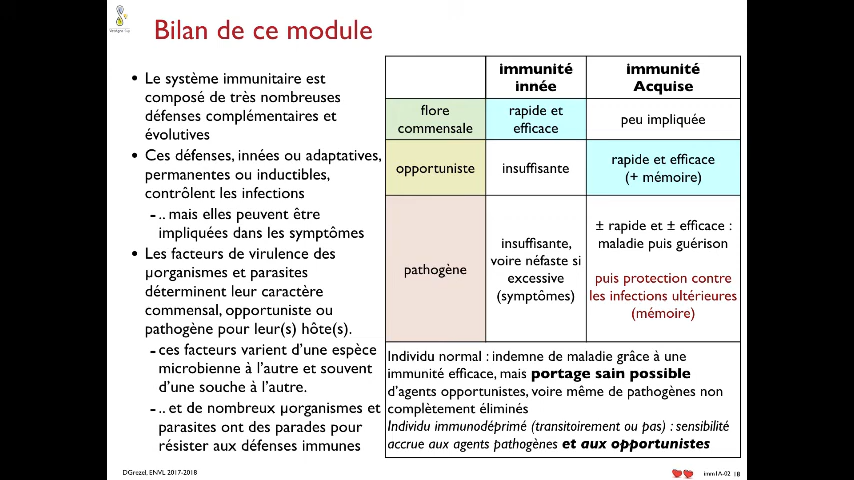 Bilan de ce module
• Le système immunitaire est
composé de très nombreuses
défenses complémentaires et
évolutives
• Ces défenses, innées ou adaptatives,
permanentes ou inductibles,
contrôlent les infections
- .. mais elles peuvent être
impliquées dans les symptômes
• Les facteurs de virulence des
µorganismes et parasites
déterminent leur caractère
commensal, opportuniste ou
pathogène pour leur(s) hôte(s).
- ces facteurs varient d'une espèce
microbienne à l'autre et souvent
d'une souche à l'autre.
- .. et de nombreux µorganismes et
parasites ont des parades pour
résister aux défenses immunes
immunité
innée
immunité
Acquise
flore
commensale
rapide et
efficace
peu impliquée
opportuniste
insuffisante
rapide et efficace
(+ mémoire)
pathogène
insuffisante,
voire néfaste si
excessive
(symptômes)
± rapide et ± efficace :
maladie puis guérison
puis protection contre
les infections ultérieures
(mémoire)
Individu normal : indemne de maladie grâce à une
immunité efficace, mais portage sain possible
d'agents opportunistes, voire même de pathogènes non
complètement éliminés
Individu immunodéprimé (transitoirement ou pas) : sensibilité
accrue aux agents pathogènes et aux opportunistes
DGrezel. ENVL 2017-2018
imm1A-02 18